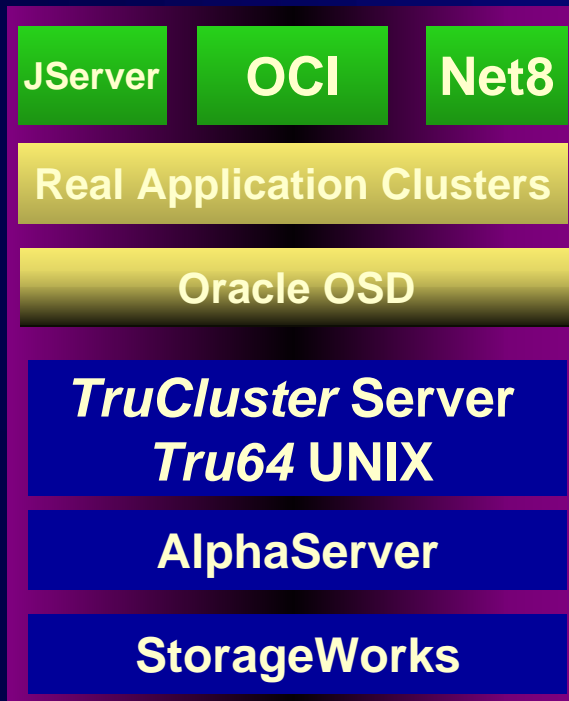 JServer OCI Net8
Real Application Clusters
Oracle OSD
TruCluster Server
Tru64 UNIX
AlphaServer
StorageWorks